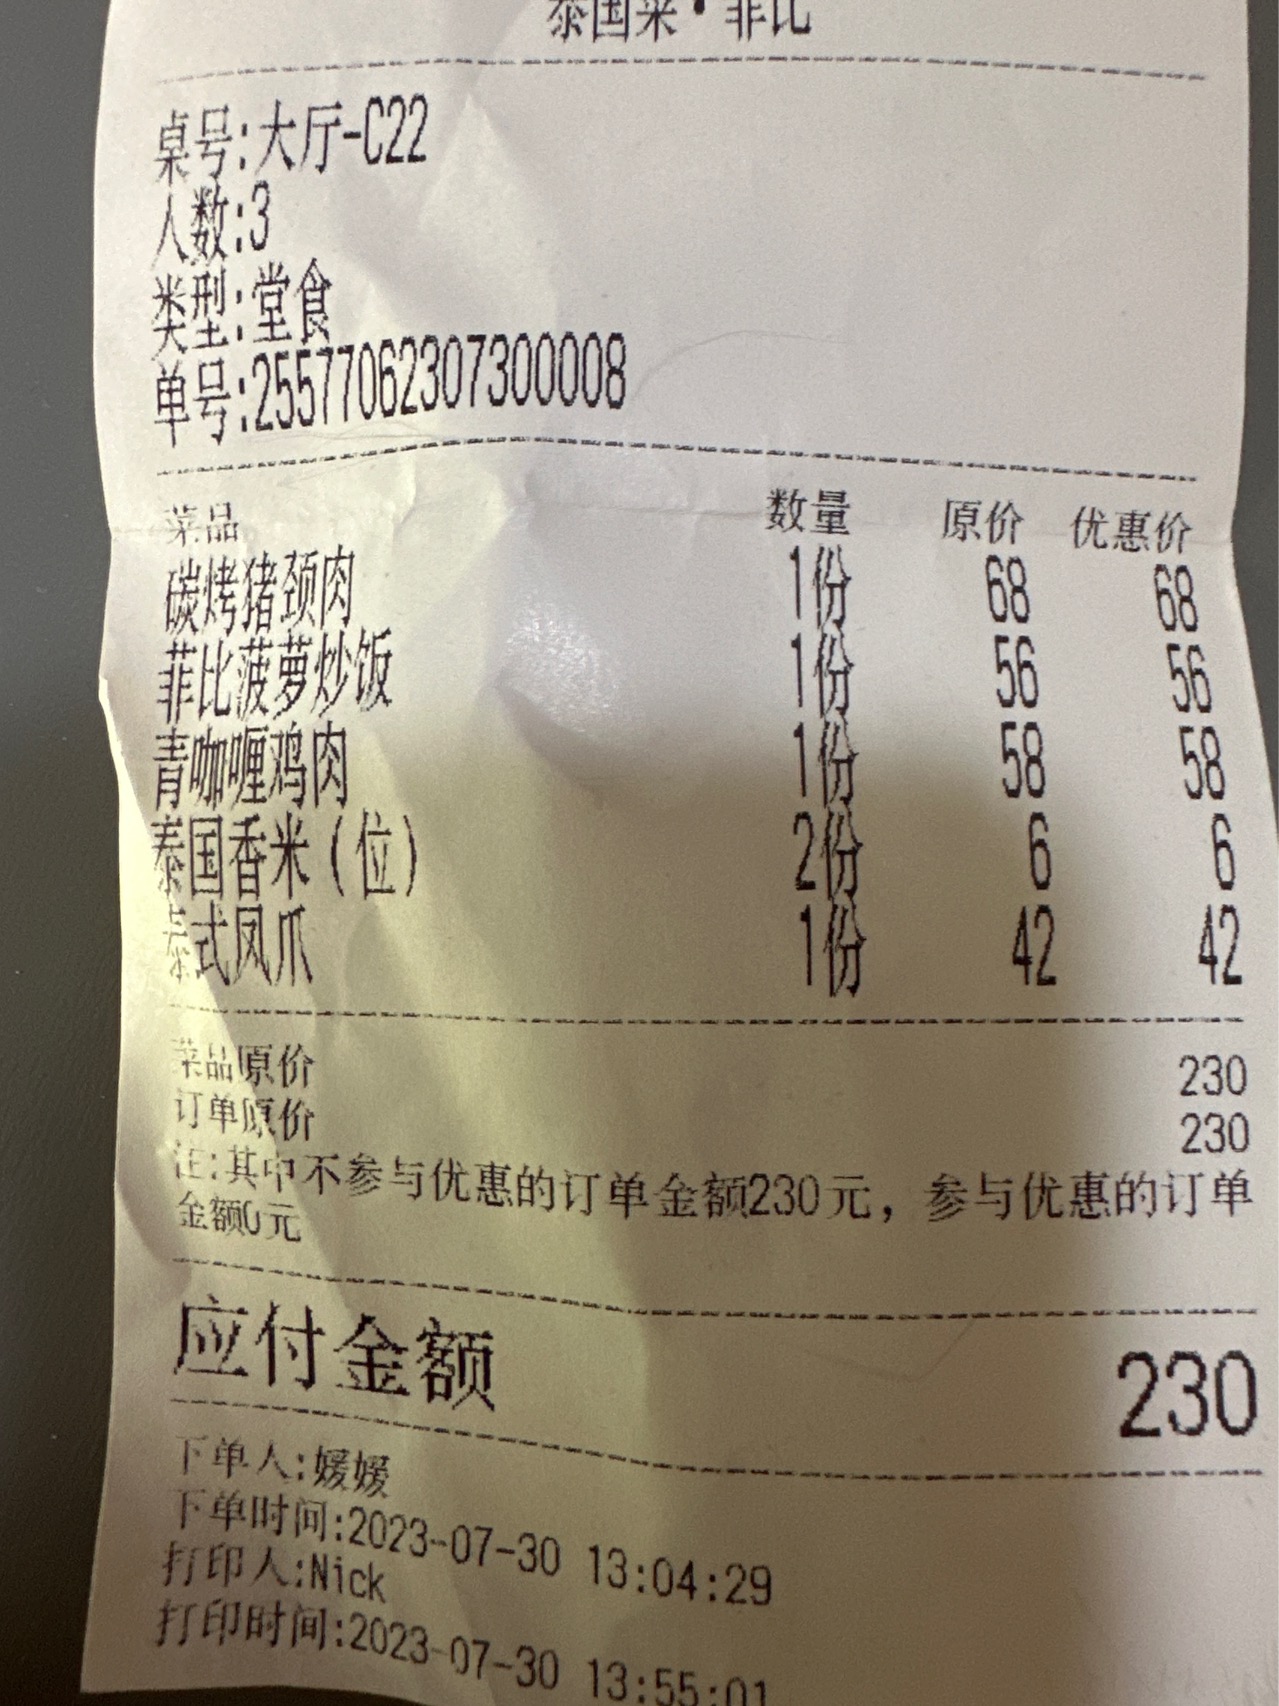 泰国菜·菲比
桌号:大厅-C22
人数:3
类型:堂食
单号:25577062307300008
菜品 数量 原价 优惠价
碳烤猪颈肉 1份 68 68
菲比菠萝炒饭 1份 56 56
青咖喱鸡肉 1份 58 58
泰国香米(位) 2份 6 6
泰式凤爪 1份 42 42
菜品原价 230
订单原价 230
注:其中不参与优惠的订单金额230元，参与优惠的订单
金额0元
应付金额 230
下单人:媛媛
下单时间:2023-07-30 13:04:29
打印人:Nick
打印时间:2023-07-30 13:55:01